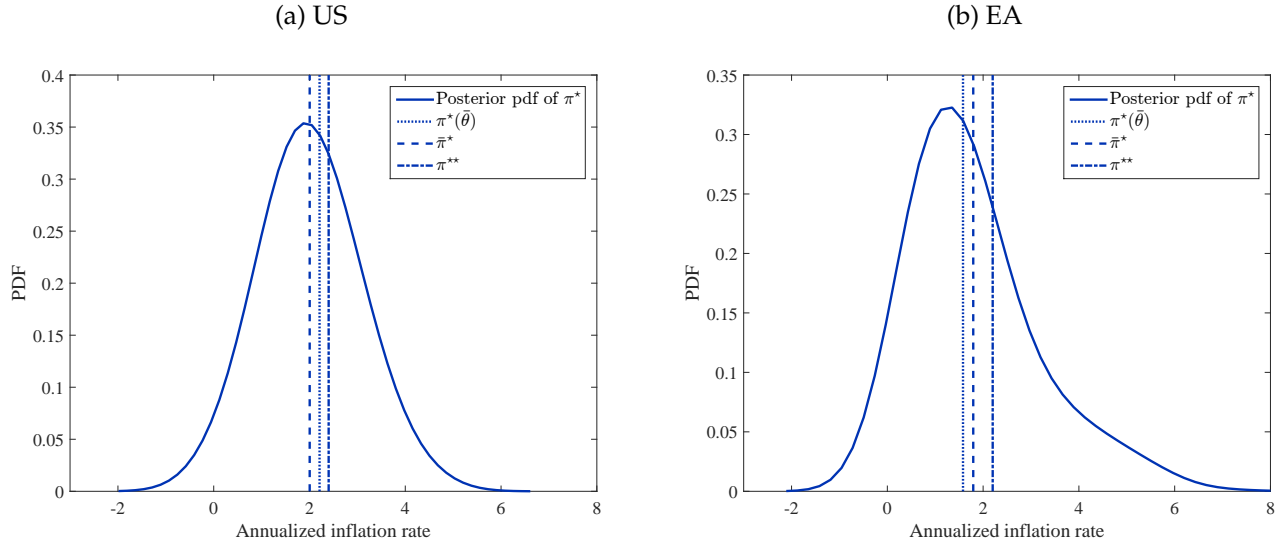 (a) US
0.4
0.35
0.3
0.25
0.2
0.15
0.1
0.05
0
PDF
-2
0
2
4
6
8
Annualized inflation rate
Posterior pdf of π⋆
π⋆(θ̄)
π̄⋆
π⋆⋆
(b) EA
0.35
0.3
0.25
0.2
0.15
0.1
0.05
0
PDF
-2
0
2
4
6
8
Annualized inflation rate
Posterior pdf of π⋆
π⋆(θ̄)
π̄⋆
π⋆⋆